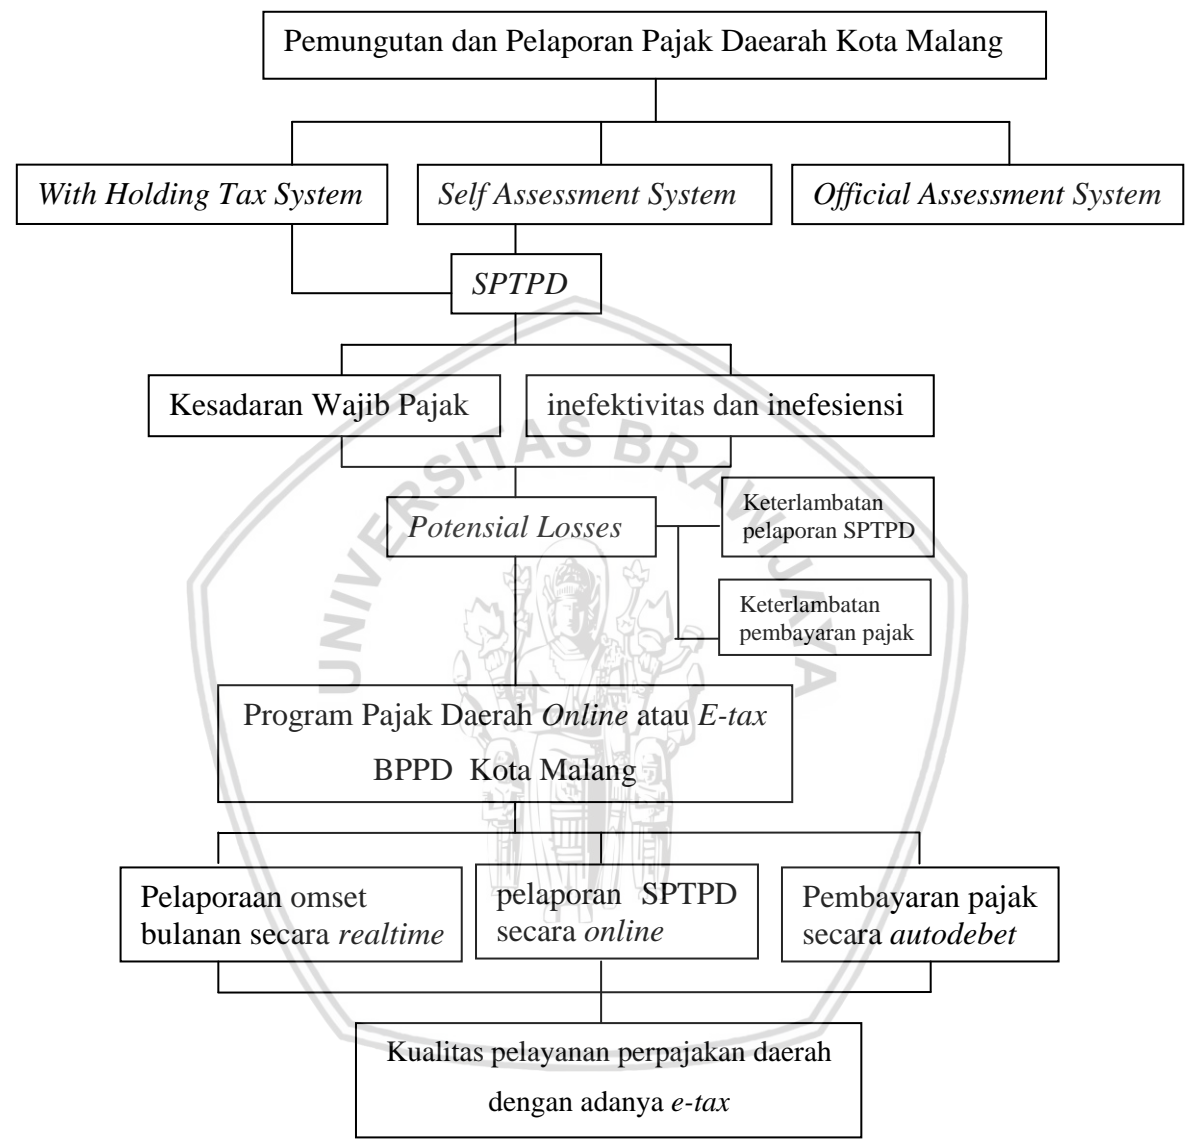 Pemungutan dan Pelaporan Pajak Daearah Kota Malang
With Holding Tax System
Self Assessment System
Official Assessment System
SPTPD
Kesadaran Wajib Pajak
inefektivitas dan inefesiensi
Potensial Losses
Keterlambatan
pelaporan SPTPD
Keterlambatan
pembayaran pajak
Program Pajak Daerah Online atau E-tax
BPPD Kota Malang
Pelaporaan omset
bulanan secara realtime
pelaporan SPTPD
secara online
Pembayaran pajak
secara autodebet
Kualitas pelayanan perpajakan daerah
dengan adanya e-tax
UNIVERSITAS BRAWIJAYA